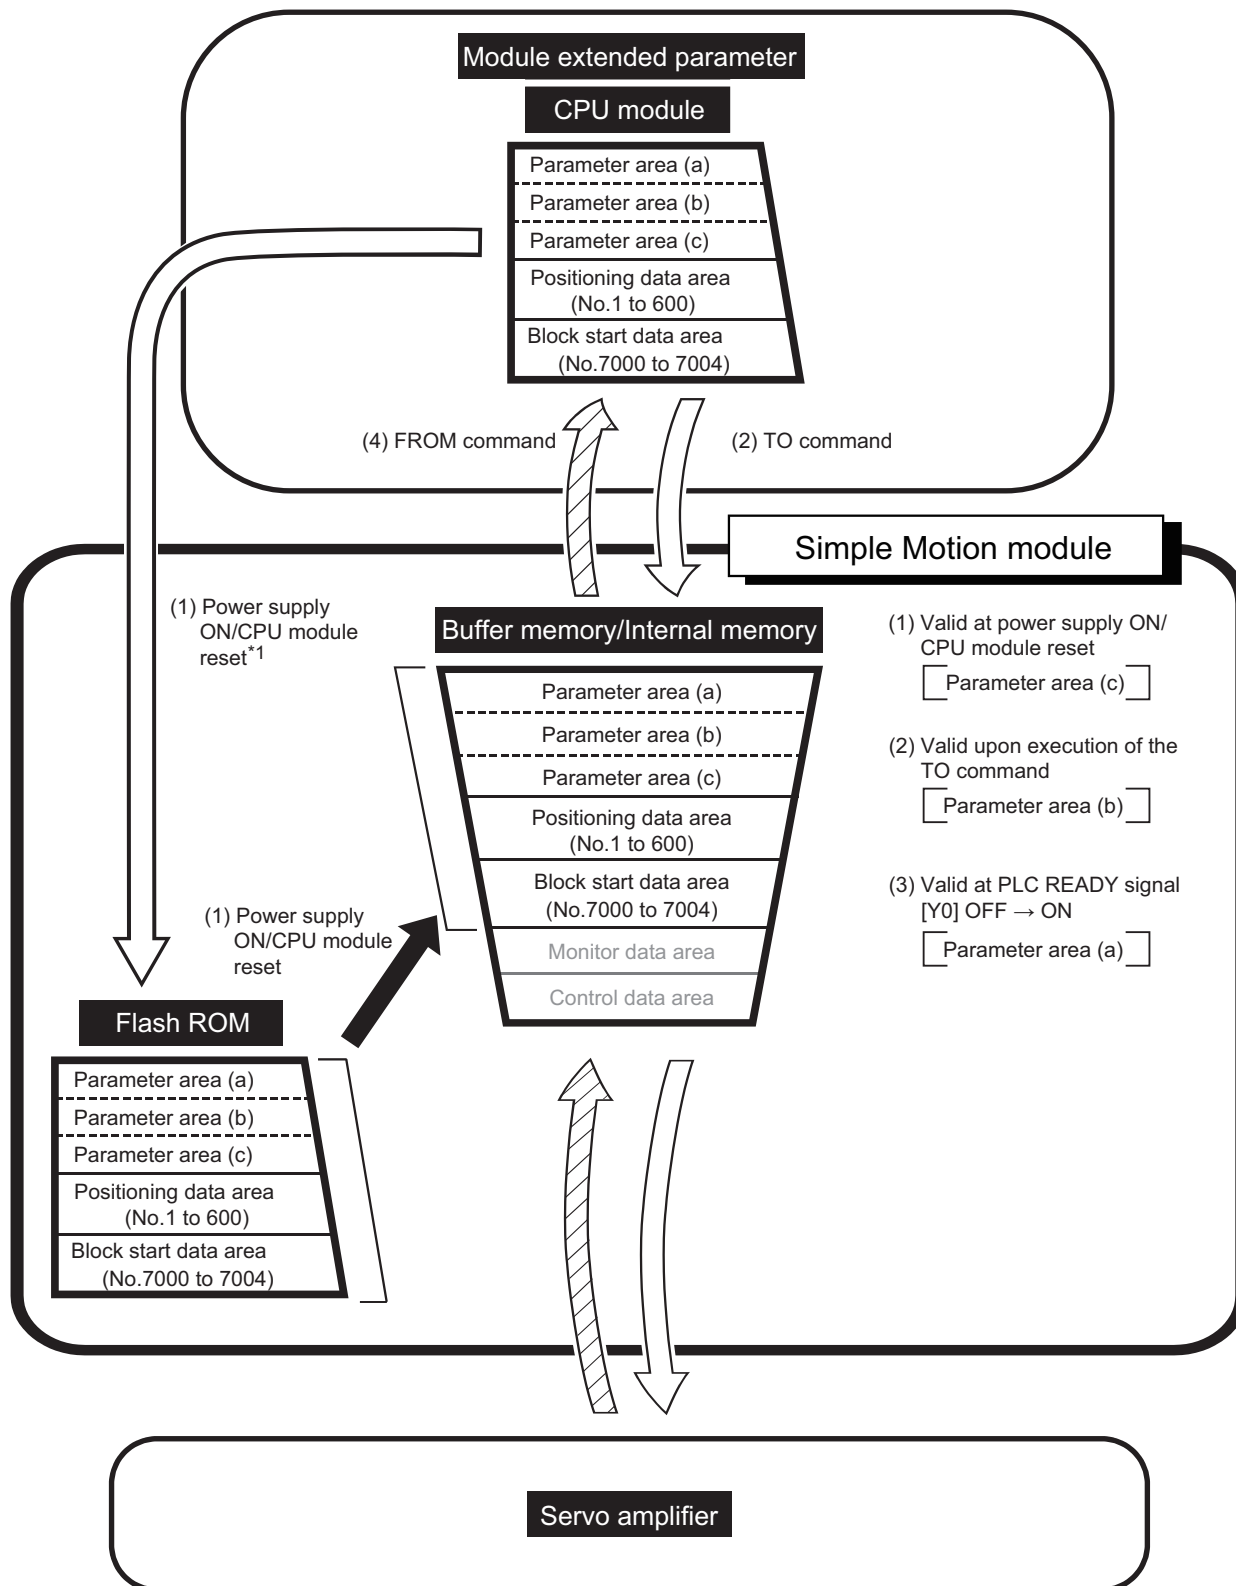 Module extended parameter
CPU module
Parameter area (a)
Parameter area (b)
Parameter area (c)
Positioning data area
(No.1 to 600)
Block start data area
(No.7000 to 7004)
(4) FROM command
(2) TO command
Simple Motion module
(1) Power supply
ON/CPU module
reset*1
Buffer memory/Internal memory
Parameter area (a)
Parameter area (b)
Parameter area (c)
Positioning data area
(No.1 to 600)
Block start data area
(No.7000 to 7004)
Monitor data area
Control data area
(1) Valid at power supply ON/
CPU module reset
Parameter area (c)
(2) Valid upon execution of the
TO command
Parameter area (b)
(3) Valid at PLC READY signal
[Y0] OFF → ON
Parameter area (a)
(1) Power supply
ON/CPU module
reset
Flash ROM
Parameter area (a)
Parameter area (b)
Parameter area (c)
Positioning data area
(No.1 to 600)
Block start data area
(No.7000 to 7004)
Servo amplifier